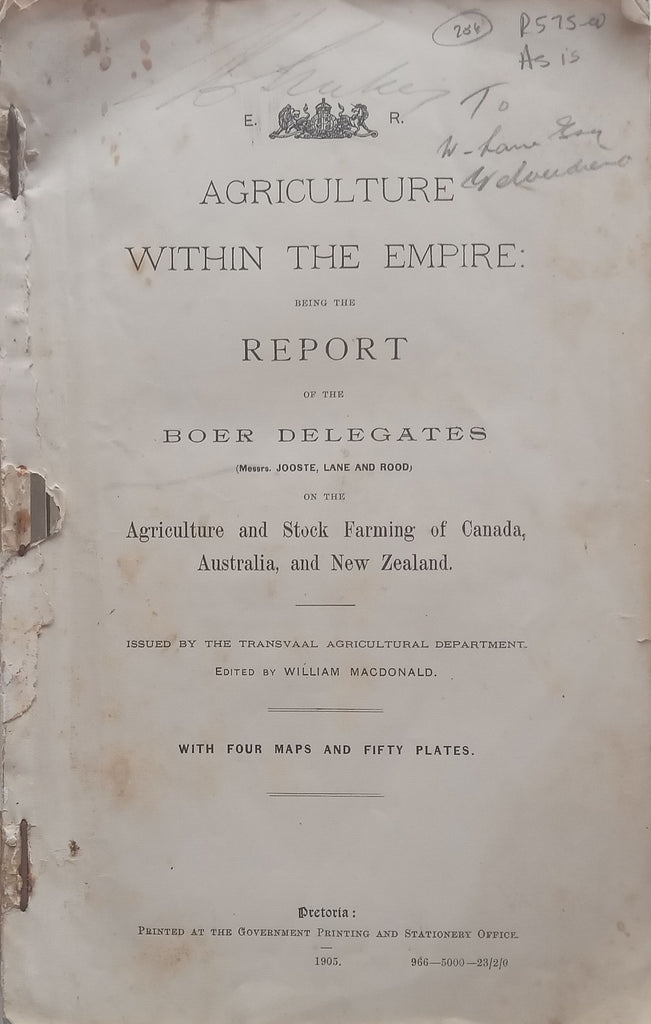 286 R575-00
As is
To
W. Lane Esq
E. R.
AGRICULTURE
WITHIN THE EMPIRE:
BEING THE
REPORT
OF THE
BOER DELEGATES
(Messrs. JOOSTE, LANE AND ROOD)
ON THE
Agriculture and Stock Farming of Canada,
Australia, and New Zealand.
ISSUED BY THE TRANSVAAL AGRICULTURAL DEPARTMENT.
EDITED BY WILLIAM MACDONALD.
WITH FOUR MAPS AND FIFTY PLATES.
Pretoria:
PRINTED AT THE GOVERNMENT PRINTING AND STATIONERY OFFICE.
1905. 966—5000—23/2/0